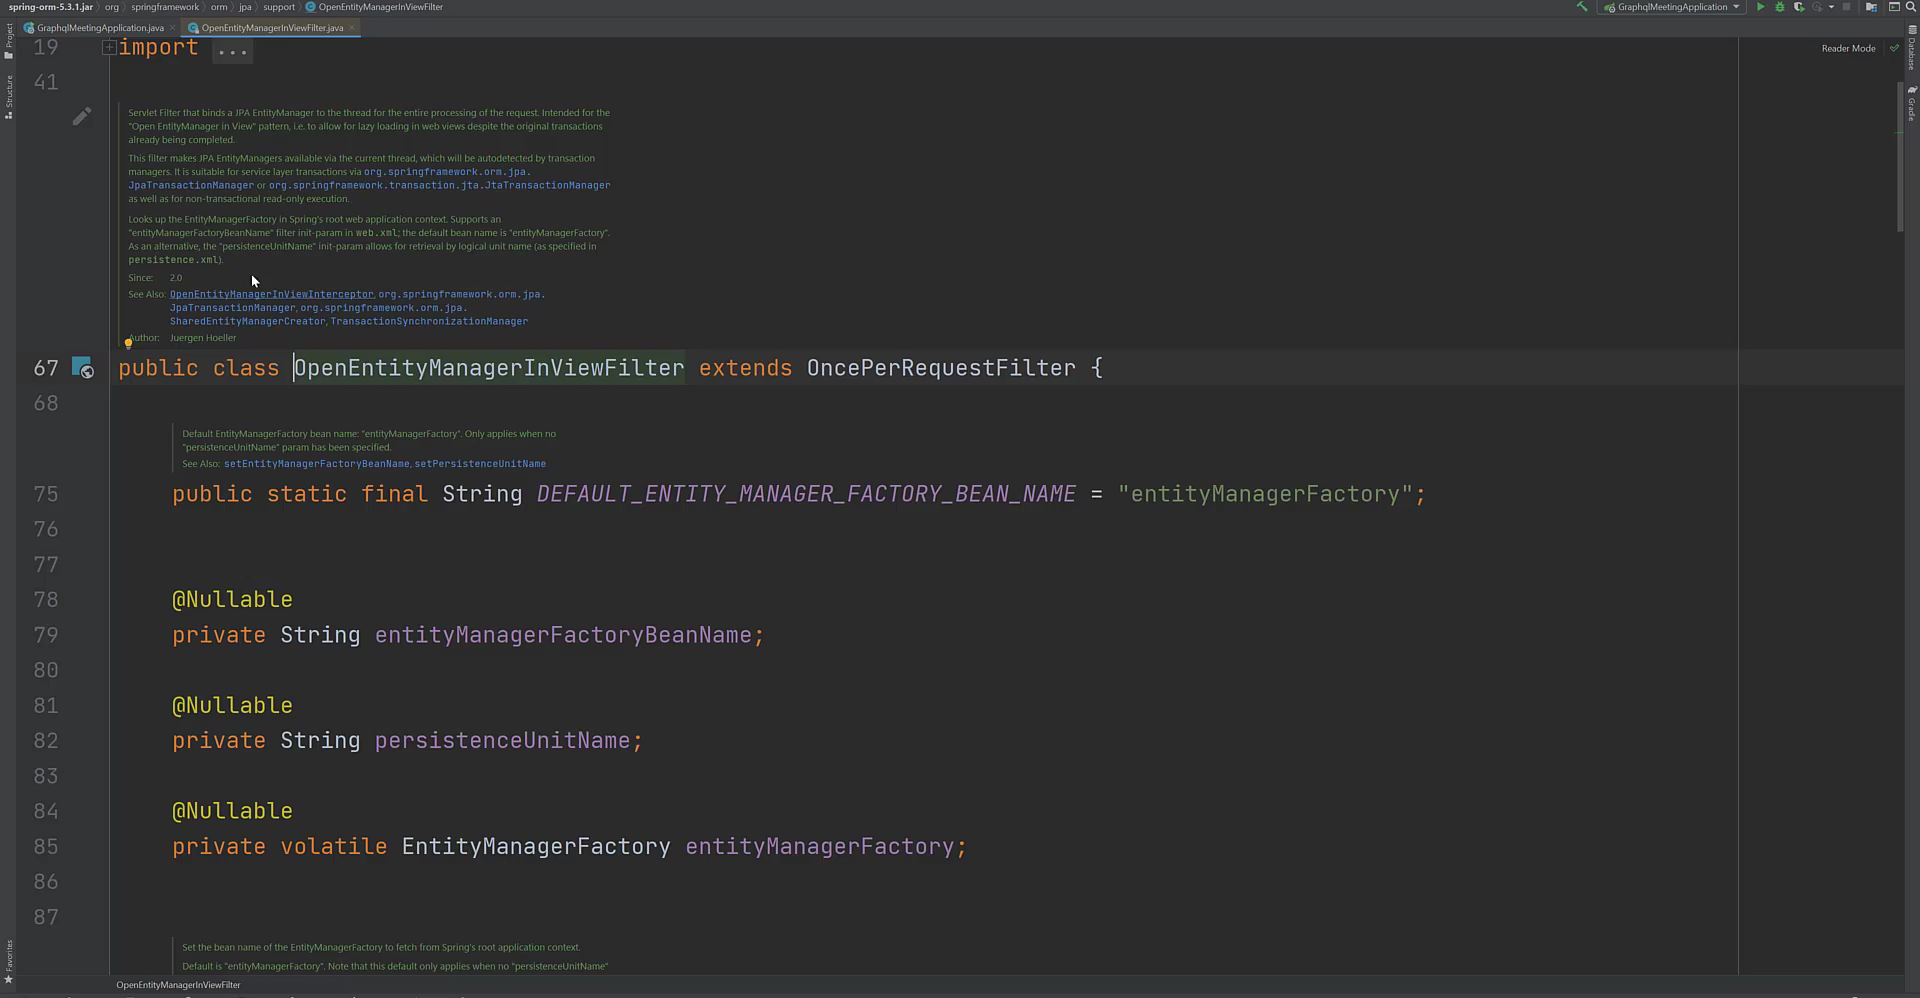 spring-orm-5.3.1.jar org springframework orm jpa support OpenEntityManagerInViewFilter
GraphqlMeetingApplication
GraphqlMeetingApplication.java
OpenEntityManagerInViewFilter.java
Project
Structure
Favorites
Database
Gradle
Reader Mode
19 import ...
41
Servlet Filter that binds a JPA EntityManager to the thread for the entire processing of the request. Intended for the
"Open EntityManager in View" pattern, i.e. to allow for lazy loading in web views despite the original transactions
already being completed.
This filter makes JPA EntityManagers available via the current thread, which will be autodetected by transaction
managers. It is suitable for service layer transactions via org.springframework.orm.jpa.
JpaTransactionManager or org.springframework.transaction.jta.JtaTransactionManager
as well as for non-transactional read-only execution.
Looks up the EntityManagerFactory in Spring's root web application context. Supports an
"entityManagerFactoryBeanName" filter init-param in web.xml; the default bean name is "entityManagerFactory".
As an alternative, the "persistenceUnitName" init-param allows for retrieval by logical unit name (as specified in
persistence.xml).
Since: 2.0
See Also: OpenEntityManagerInViewInterceptor, org.springframework.orm.jpa.
JpaTransactionManager, org.springframework.orm.jpa.
SharedEntityManagerCreator, TransactionSynchronizationManager
Author: Juergen Hoeller
67 public class OpenEntityManagerInViewFilter extends OncePerRequestFilter {
68
Default EntityManagerFactory bean name: "entityManagerFactory". Only applies when no
"persistenceUnitName" param has been specified.
See Also: setEntityManagerFactoryBeanName, setPersistenceUnitName
75 public static final String DEFAULT_ENTITY_MANAGER_FACTORY_BEAN_NAME = "entityManagerFactory";
76
77
78 @Nullable
79 private String entityManagerFactoryBeanName;
80
81 @Nullable
82 private String persistenceUnitName;
83
84 @Nullable
85 private volatile EntityManagerFactory entityManagerFactory;
86
87
Set the bean name of the EntityManagerFactory to fetch from Spring's root application context.
Default is "entityManagerFactory". Note that this default only applies when no "persistenceUnitName"
OpenEntityManagerInViewFilter